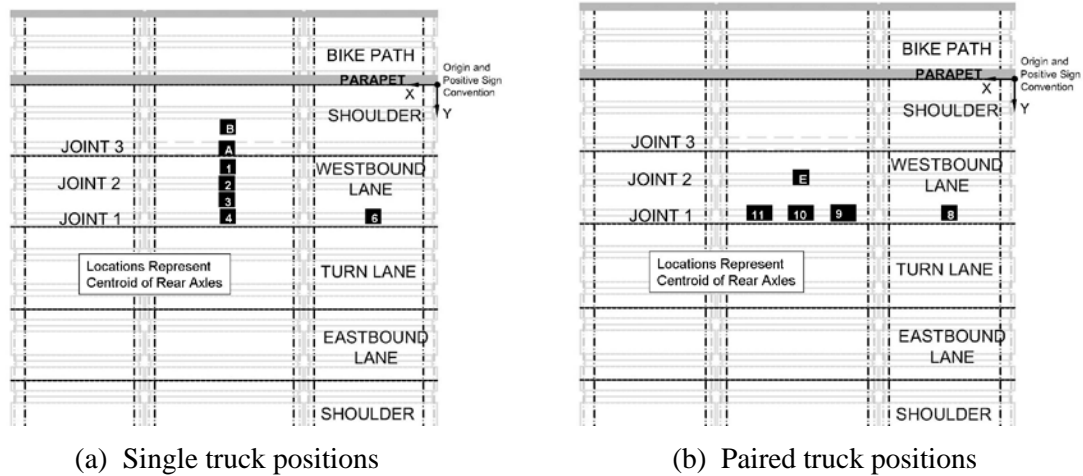 BIKE PATH
PARAPET
Origin and
Positive Sign
Convention
X
Y
SHOULDER
B
JOINT 3
A
1
WESTBOUND
LANE
JOINT 2
2
3
JOINT 1
4
6
Locations Represent
Centroid of Rear Axles
TURN LANE
EASTBOUND
LANE
SHOULDER
(a) Single truck positions
BIKE PATH
PARAPET
Origin and
Positive Sign
Convention
X
Y
SHOULDER
JOINT 3
WESTBOUND
LANE
JOINT 2
E
JOINT 1
11
10
9
8
Locations Represent
Centroid of Rear Axles
TURN LANE
EASTBOUND
LANE
SHOULDER
(b) Paired truck positions